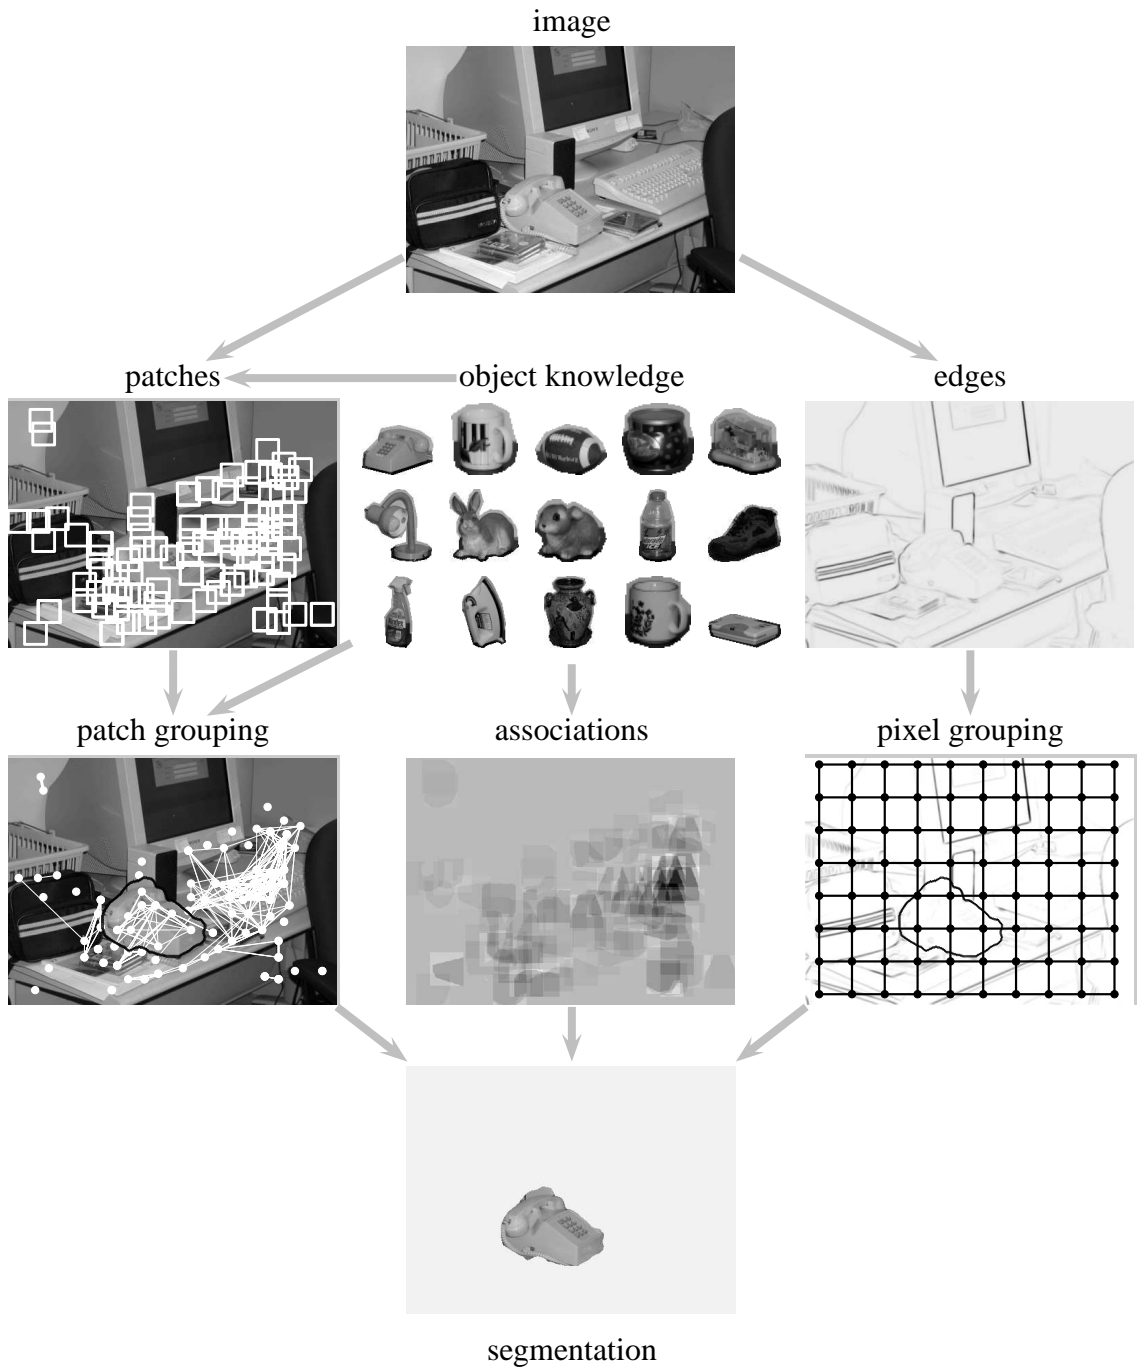 image
patches object knowledge edges
patch grouping associations pixel grouping
segmentation